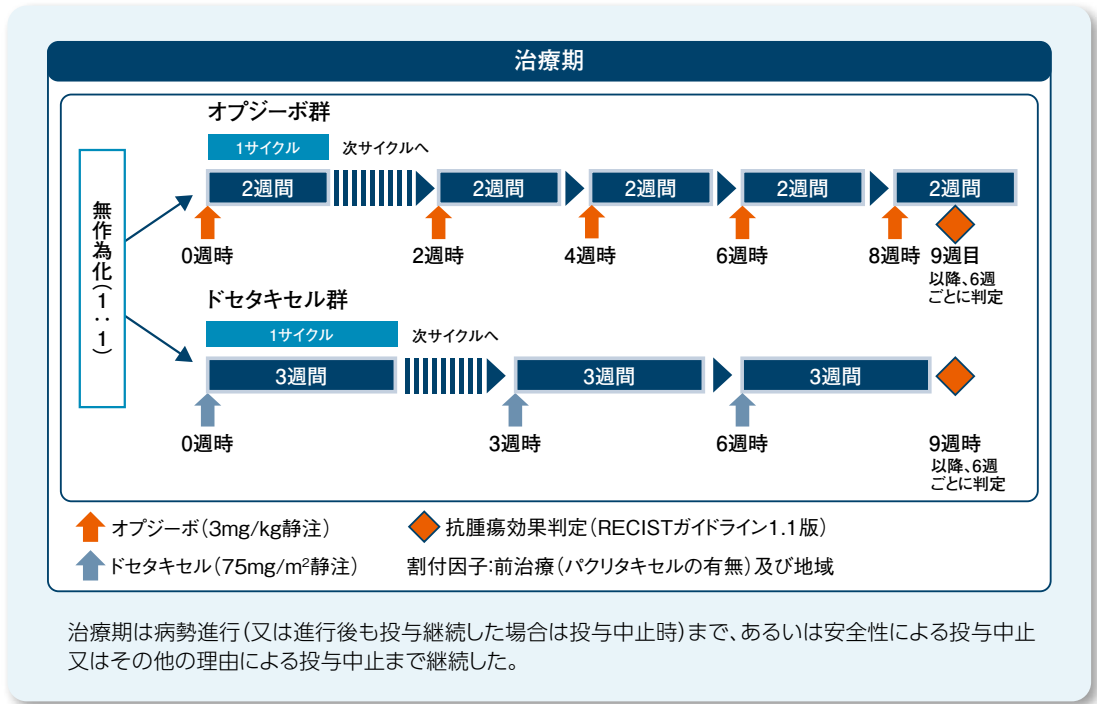 治療期
オプジーボ群
1サイクル 次サイクルへ
2週間 2週間 2週間 2週間 2週間
0週時 2週時 4週時 6週時 8週時 9週目
以降、6週
ごとに判定
無作為化(1:1)
ドセタキセル群
1サイクル 次サイクルへ
3週間 3週間 3週間
0週時 3週時 6週時 9週時
以降、6週
ごとに判定
オプジーボ(3mg/kg静注) 抗腫瘍効果判定(RECISTガイドライン1.1版)
ドセタキセル(75mg/m²静注) 割付因子:前治療(パクリタキセルの有無)及び地域
治療期は病勢進行(又は進行後も投与継続した場合は投与中止時)まで、あるいは安全性による投与中止
又はその他の理由による投与中止まで継続した。